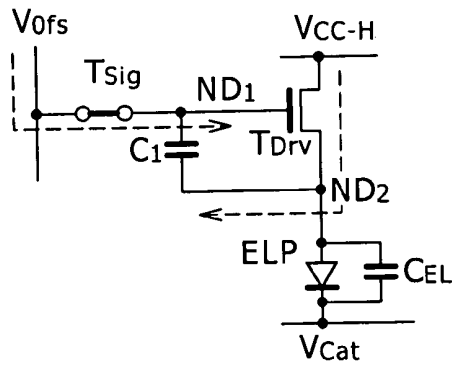 V0fs
VCC-H
TSig
ND1
C1
TDrv
ND2
ELP
CEL
VCat